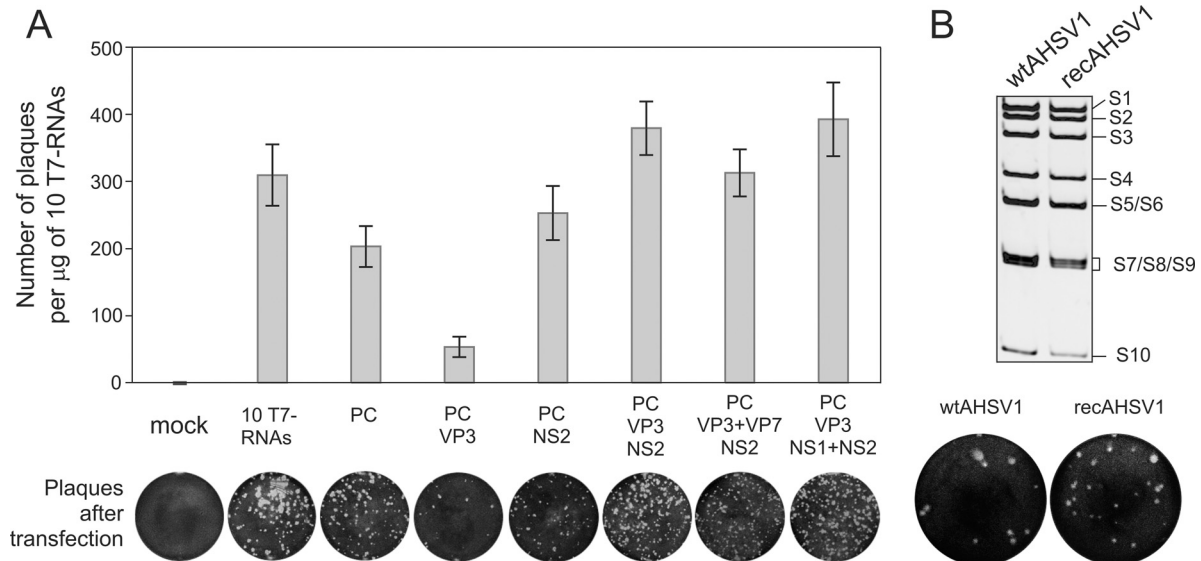 A
Number of plaques
per μg of 10 T7-RNAs
500
400
300
200
100
0
mock
10 T7-
RNAs
PC
PC
VP3
PC
NS2
PC
VP3
NS2
PC
VP3+VP7
NS2
PC
VP3
NS1+NS2
Plaques
after
transfection
B
wtAHSV1
recAHSV1
S1
S2
S3
S4
S5/S6
S7/S8/S9
S10
wtAHSV1
recAHSV1